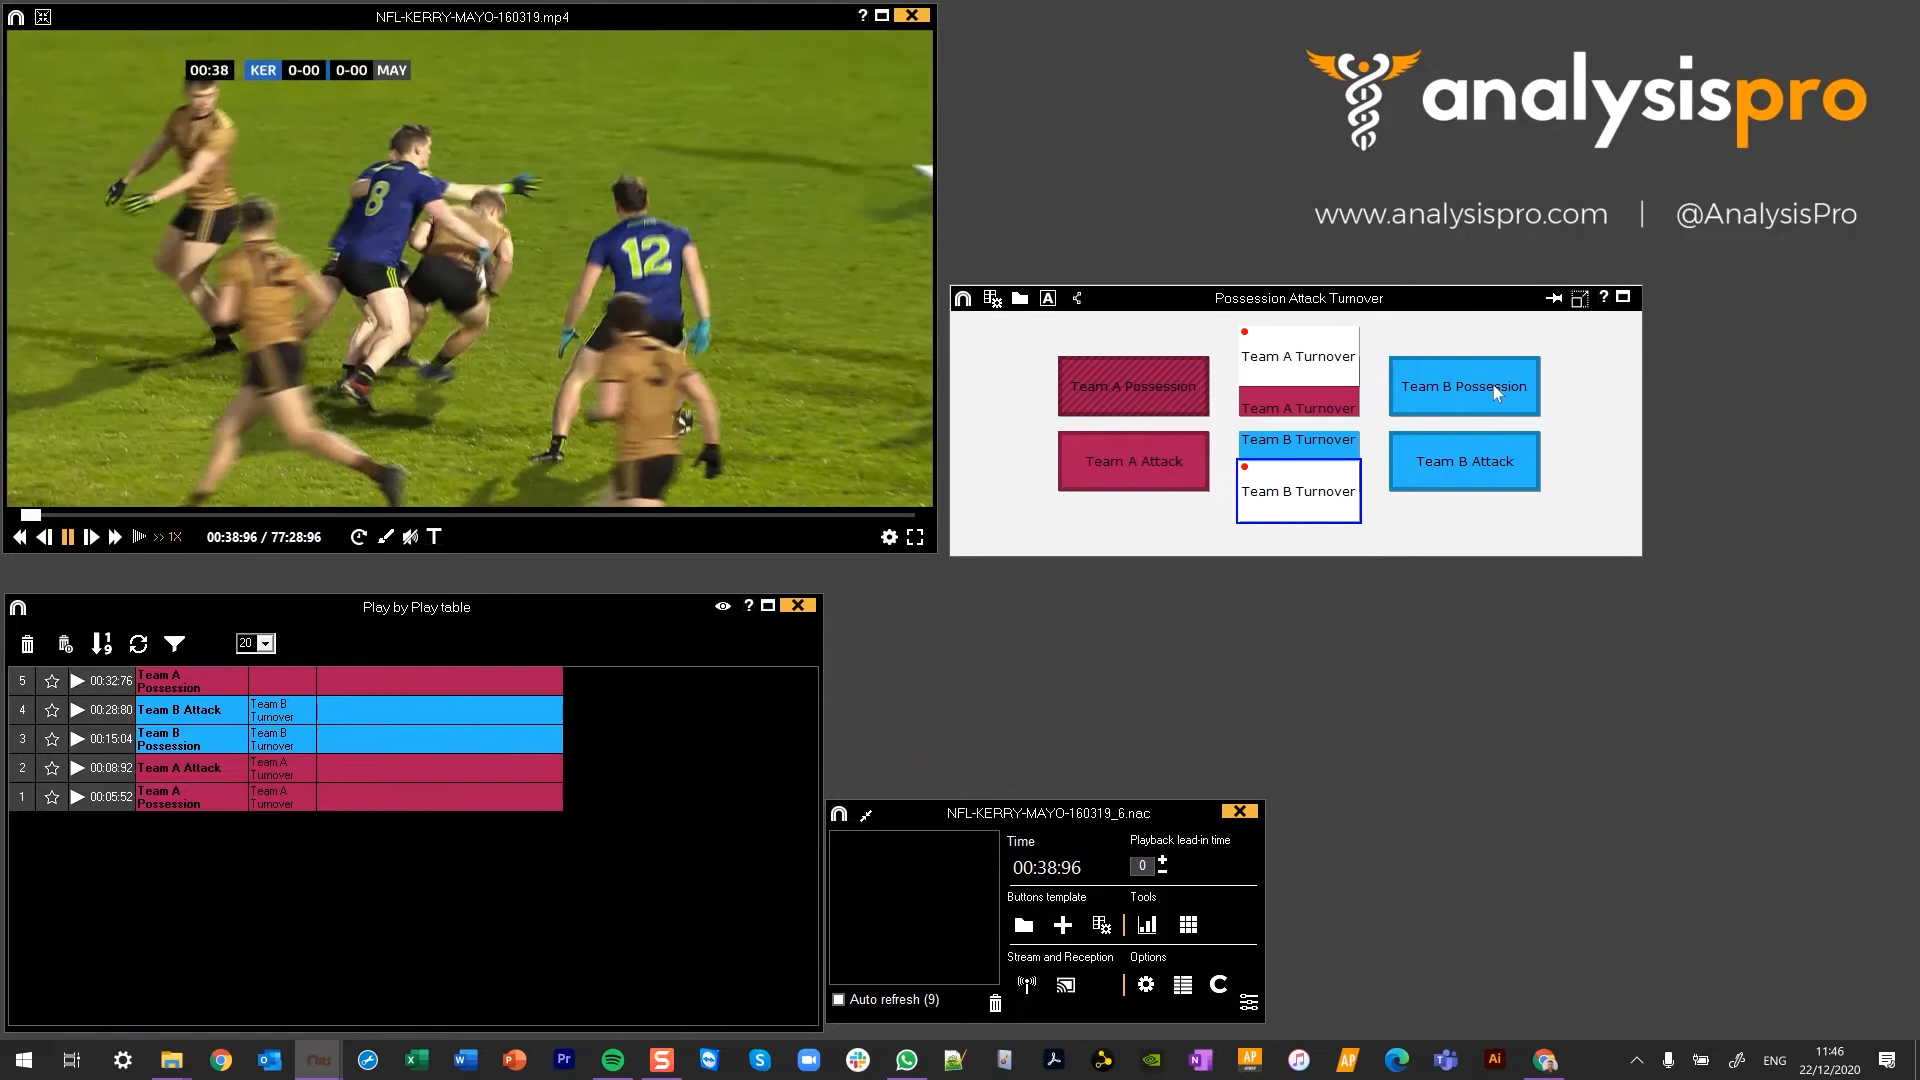 NFL-KERRY-MAYO-160319.mp4
?
00:38 KER 0-00 0-00 MAY
8
12
>> 1X
00:38:96 / 77:28:96
T
analysispro
www.analysispro.com | @AnalysisPro
A
Possession Attack Turnover
?
Team A Turnover
Team A Possession
Team B Possession
Team A Turnover
Team B Turnover
Team A Attack
Team B Attack
Team B Turnover
Play by Play table
?
20
5 00:32:76 Team A Possession
4 00:28:80 Team B Attack Team B Turnover
3 00:15:04 Team B Possession Team B Turnover
2 00:08:92 Team A Attack Team A Turnover
1 00:05:52 Team A Possession Team A Turnover
NFL-KERRY-MAYO-160319_6.nac
Time
Playback lead-in time
00:38:96
0
Buttons template
Tools
Stream and Reception
Options
C
Auto refresh (9)
ENG
11:46
22/12/2020